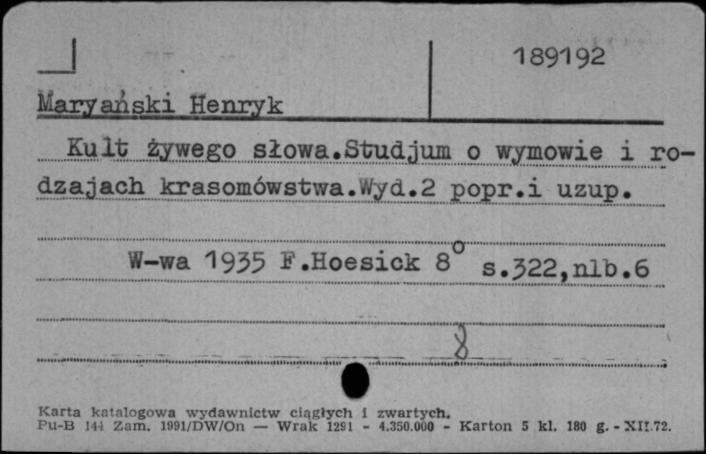 189192
Maryański Henryk
Kult żywego słowa.Studjum o wymowie i ro-
dzajach krasomówstwa.Wyd.2 popr.i uzup.
W-wa 1935 F.Hoesick 8° s.322,nlb.6
8
Karta katalogowa wydawnictw ciągłych i zwartych.
Pu-B 144 Zam. 1991/DW/On — Wrak 1291 - 4.350.000 - Karton 5 kl. 180 g. - XII.72.